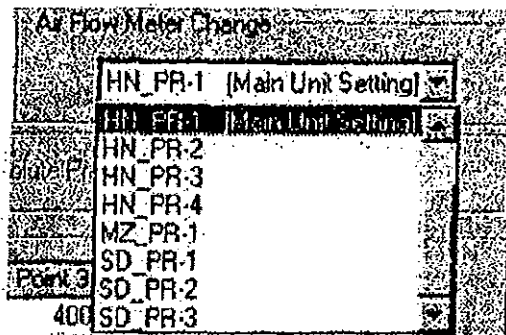 Air Flow Meter Change
HN_PR-1 [Main Unit Setting]
HN_PR-1 [Main Unit Setting]
HN_PR-2
HN_PR-3
HN_PR-4
MZ_PR-1
SD_PR-1
Point 3 SD_PR-2
400 SD_PR-3